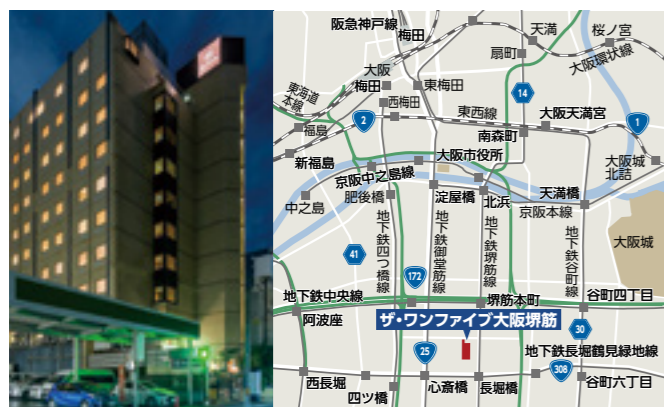 阪急神戸線
梅田
天満
桜ノ宮
扇町
大阪環状線
大阪
梅田
東梅田
西梅田
東海道
本線
14
2
東西線
大阪天満宮
1
福島
南森町
新福島
大阪市役所
大阪城
北詰
京阪中之島線
中之島
肥後橋
淀屋橋
北浜
天満橋
京阪本線
地下鉄四つ橋線
地下鉄御堂筋線
地下鉄堺筋線
地下鉄谷町線
大阪城
41
172
地下鉄中央線
堺筋本町
谷町四丁目
阿波座
ザ・ワンファイブ大阪堺筋
30
25
地下鉄長堀鶴見緑地線
308
西長堀
四ツ橋
心斎橋
長堀橋
谷町六丁目